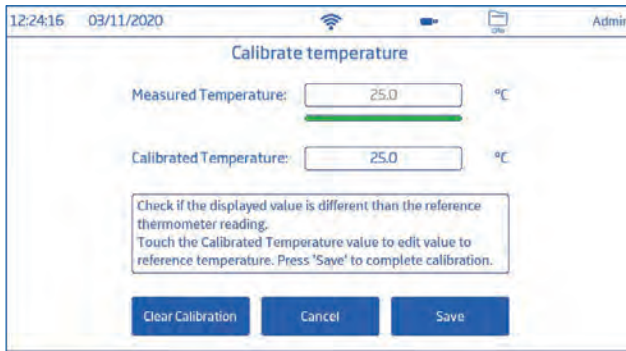 12:24:16 03/11/2020 Admin
Calibrate temperature
Measured Temperature: 25.0 °C
Calibrated Temperature: 25.0 °C
Check if the displayed value is different than the reference
thermometer reading.
Touch the Calibrated Temperature value to edit value to
reference temperature. Press 'Save' to complete calibration.
Clear Calibration Cancel Save